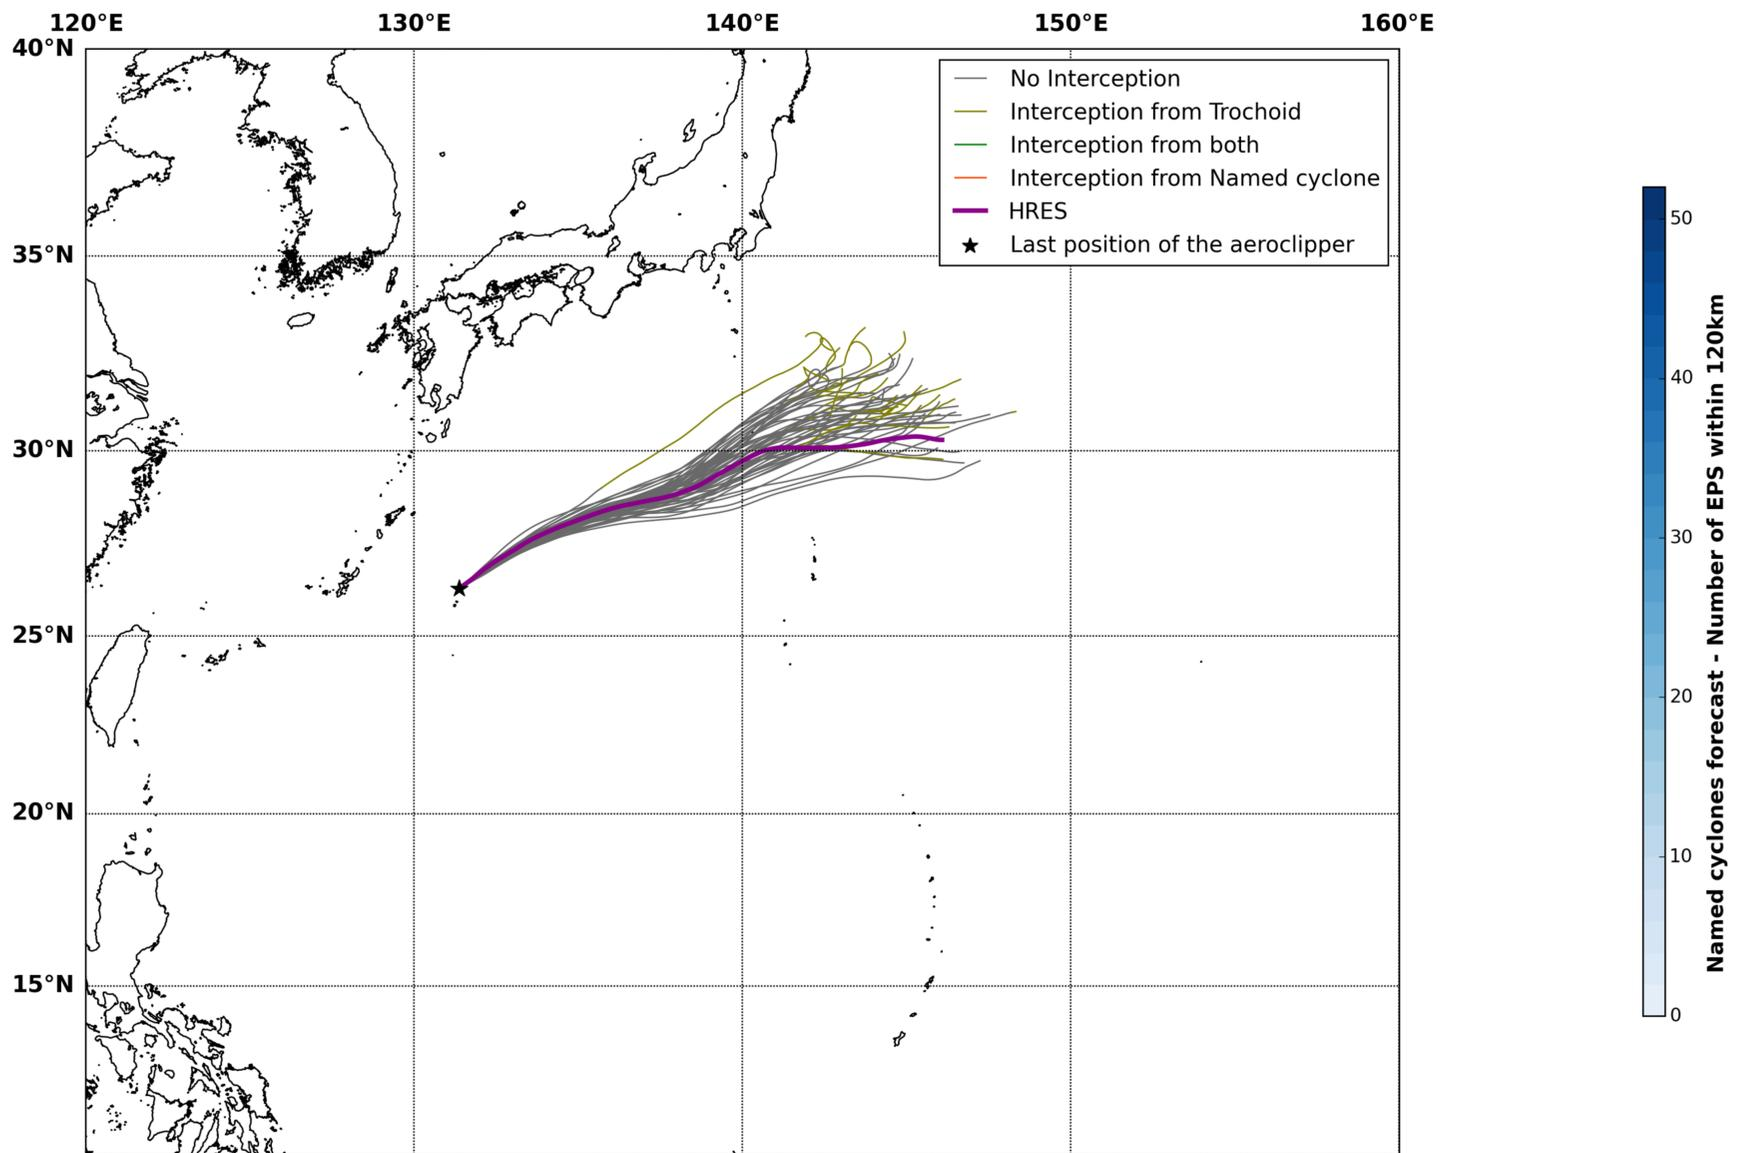 120°E 130°E 140°E 150°E 160°E
40°N
35°N
30°N
25°N
20°N
15°N
No Interception
Interception from Trochoid
Interception from both
Interception from Named cyclone
HRES
Last position of the aeroclipper
50
40
30
20
10
0
Named cyclones forecast - Number of EPS within 120km